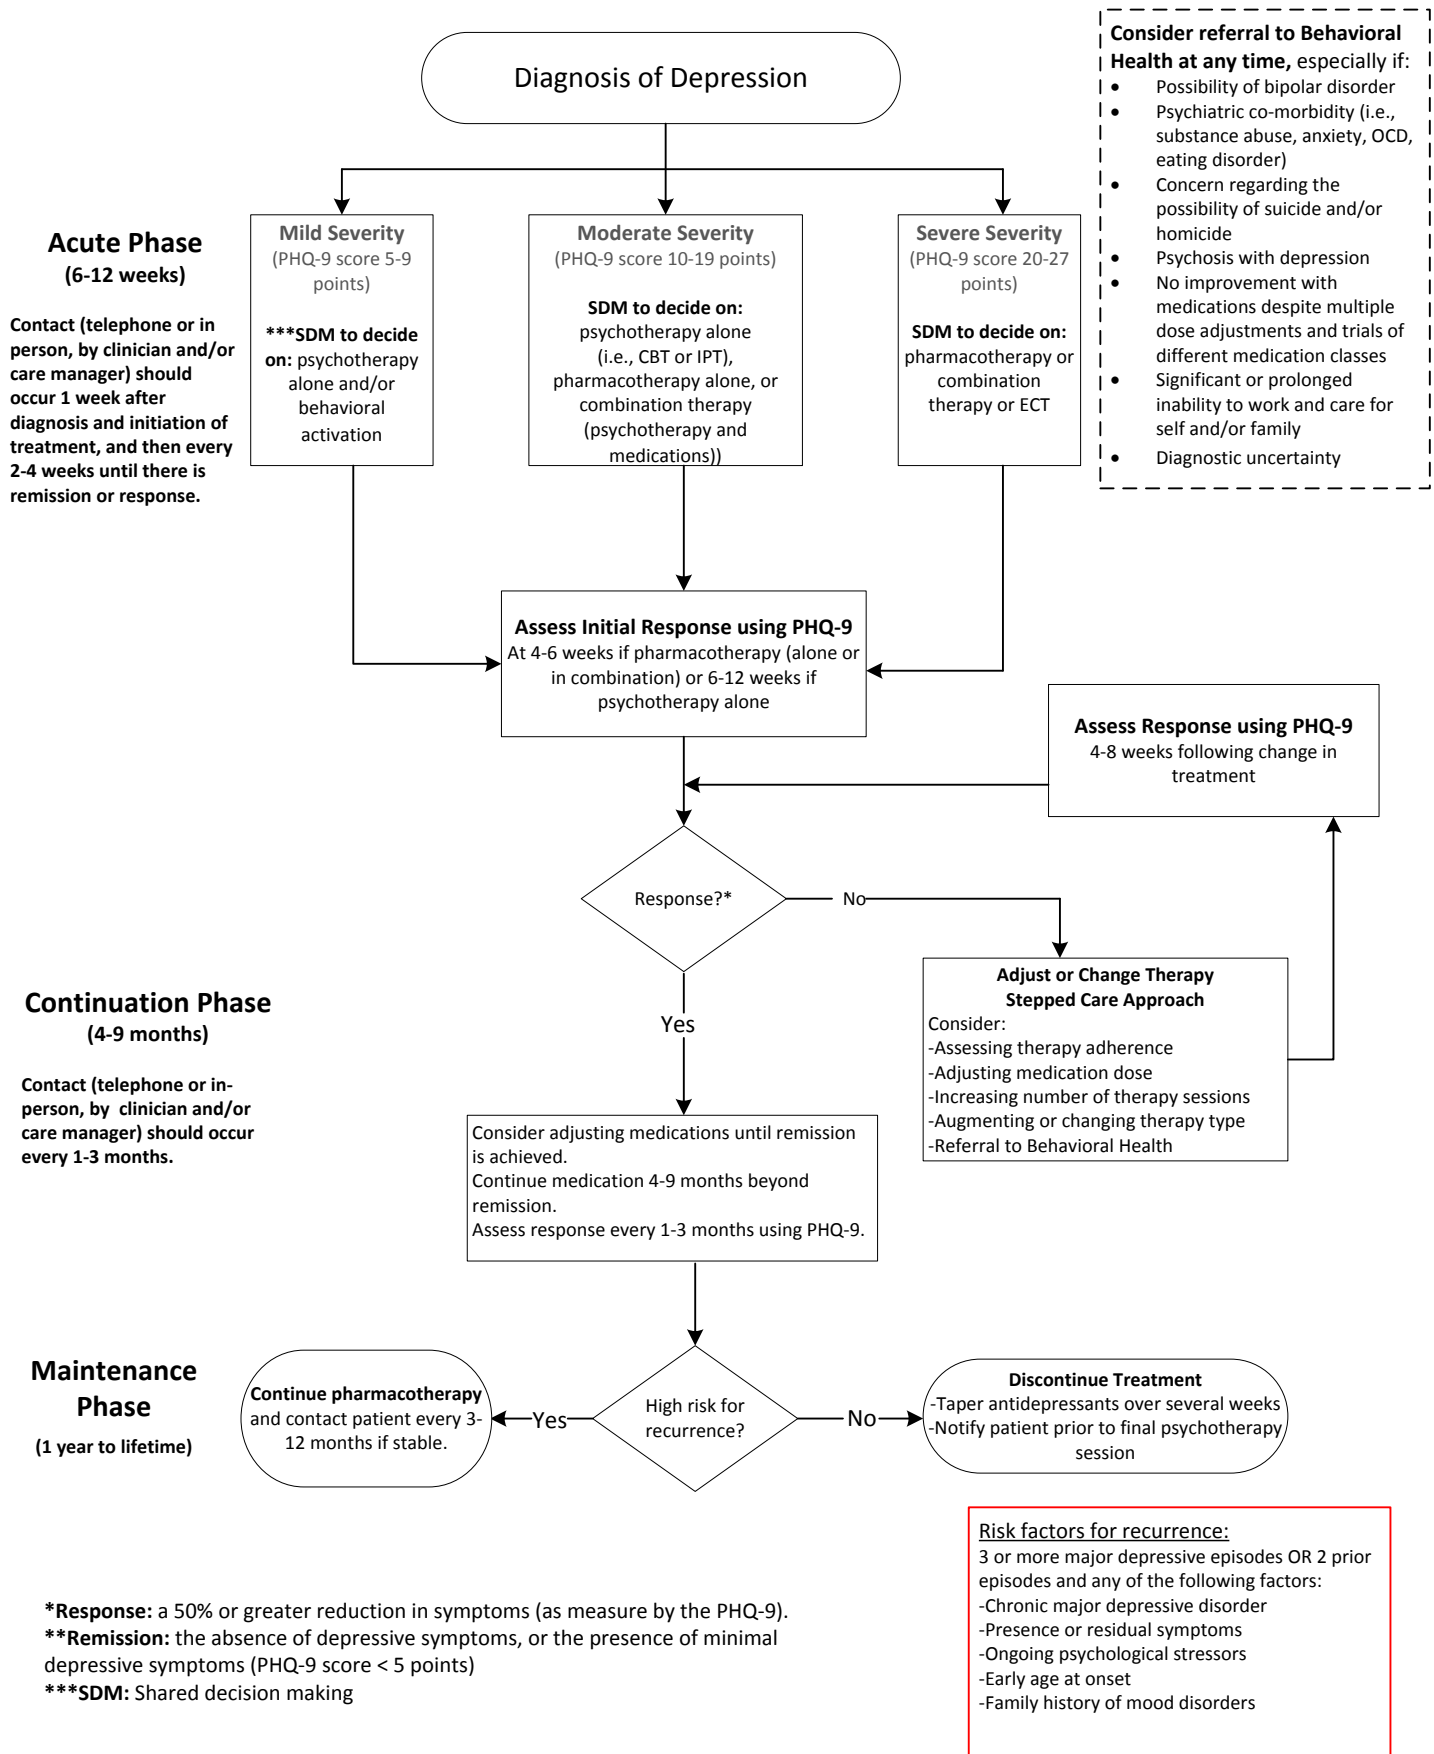 Diagnosis of Depression
Consider referral to Behavioral
Health at any time, especially if:
• Possibility of bipolar disorder
• Psychiatric co-morbidity (i.e.,
substance abuse, anxiety, OCD,
eating disorder)
• Concern regarding the
possibility of suicide and/or
homicide
• Psychosis with depression
• No improvement with
medications despite multiple
dose adjustments and trials of
different medication classes
• Significant or prolonged
inability to work and care for
self and/or family
• Diagnostic uncertainty
Acute Phase
(6-12 weeks)
Contact (telephone or in
person, by clinician and/or
care manager) should
occur 1 week after
diagnosis and initiation of
treatment, and then every
2-4 weeks until there is
remission or response.
Mild Severity
(PHQ-9 score 5-9
points)
***SDM to decide
on: psychotherapy
alone and/or
behavioral
activation
Moderate Severity
(PHQ-9 score 10-19 points)
SDM to decide on:
psychotherapy alone
(i.e., CBT or IPT),
pharmacotherapy alone, or
combination therapy
(psychotherapy and
medications))
Severe Severity
(PHQ-9 score 20-27
points)
SDM to decide on:
pharmacotherapy or
combination
therapy or ECT
Assess Initial Response using PHQ-9
At 4-6 weeks if pharmacotherapy (alone or
in combination) or 6-12 weeks if
psychotherapy alone
Assess Response using PHQ-9
4-8 weeks following change in
treatment
Response?*
No
Yes
Adjust or Change Therapy
Stepped Care Approach
Consider:
-Assessing therapy adherence
-Adjusting medication dose
-Increasing number of therapy sessions
-Augmenting or changing therapy type
-Referral to Behavioral Health
Continuation Phase
(4-9 months)
Contact (telephone or in-
person, by  clinician and/or
care manager) should occur
every 1-3 months.
Consider adjusting medications until remission
is achieved.
Continue medication 4-9 months beyond
remission.
Assess response every 1-3 months using PHQ-9.
Maintenance
Phase
(1 year to lifetime)
Continue pharmacotherapy
and contact patient every 3-
12 months if stable.
Yes
High risk for
recurrence?
No
Discontinue Treatment
-Taper antidepressants over several weeks
-Notify patient prior to final psychotherapy
session
Risk factors for recurrence:
3 or more major depressive episodes OR 2 prior
episodes and any of the following factors:
-Chronic major depressive disorder
-Presence or residual symptoms
-Ongoing psychological stressors
-Early age at onset
-Family history of mood disorders
*Response: a 50% or greater reduction in symptoms (as measure by the PHQ-9).
**Remission: the absence of depressive symptoms, or the presence of minimal
depressive symptoms (PHQ-9 score < 5 points)
***SDM: Shared decision making